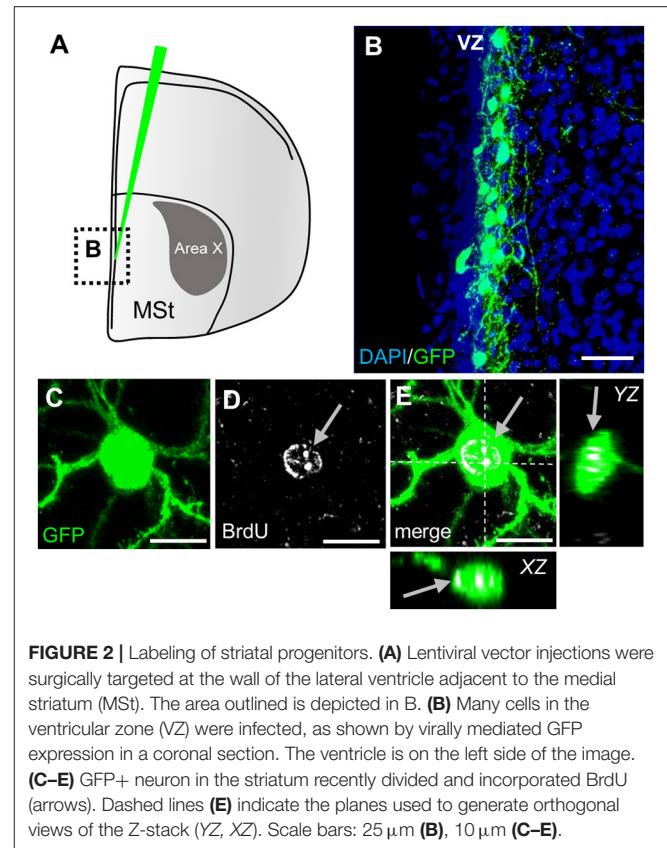 A
B
Area X
MSt
B
VZ
DAPI/GFP
C
GFP
D
BrdU
E
merge
YZ
XZ
FIGURE 2 | Labeling of striatal progenitors. (A) Lentiviral vector injections were
surgically targeted at the wall of the lateral ventricle adjacent to the medial
striatum (MSt). The area outlined is depicted in B. (B) Many cells in the
ventricular zone (VZ) were infected, as shown by virally mediated GFP
expression in a coronal section. The ventricle is on the left side of the image.
(C–E) GFP+ neuron in the striatum recently divided and incorporated BrdU
(arrows). Dashed lines (E) indicate the planes used to generate orthogonal
views of the Z-stack (YZ, XZ). Scale bars: 25 μm (B), 10 μm (C–E).